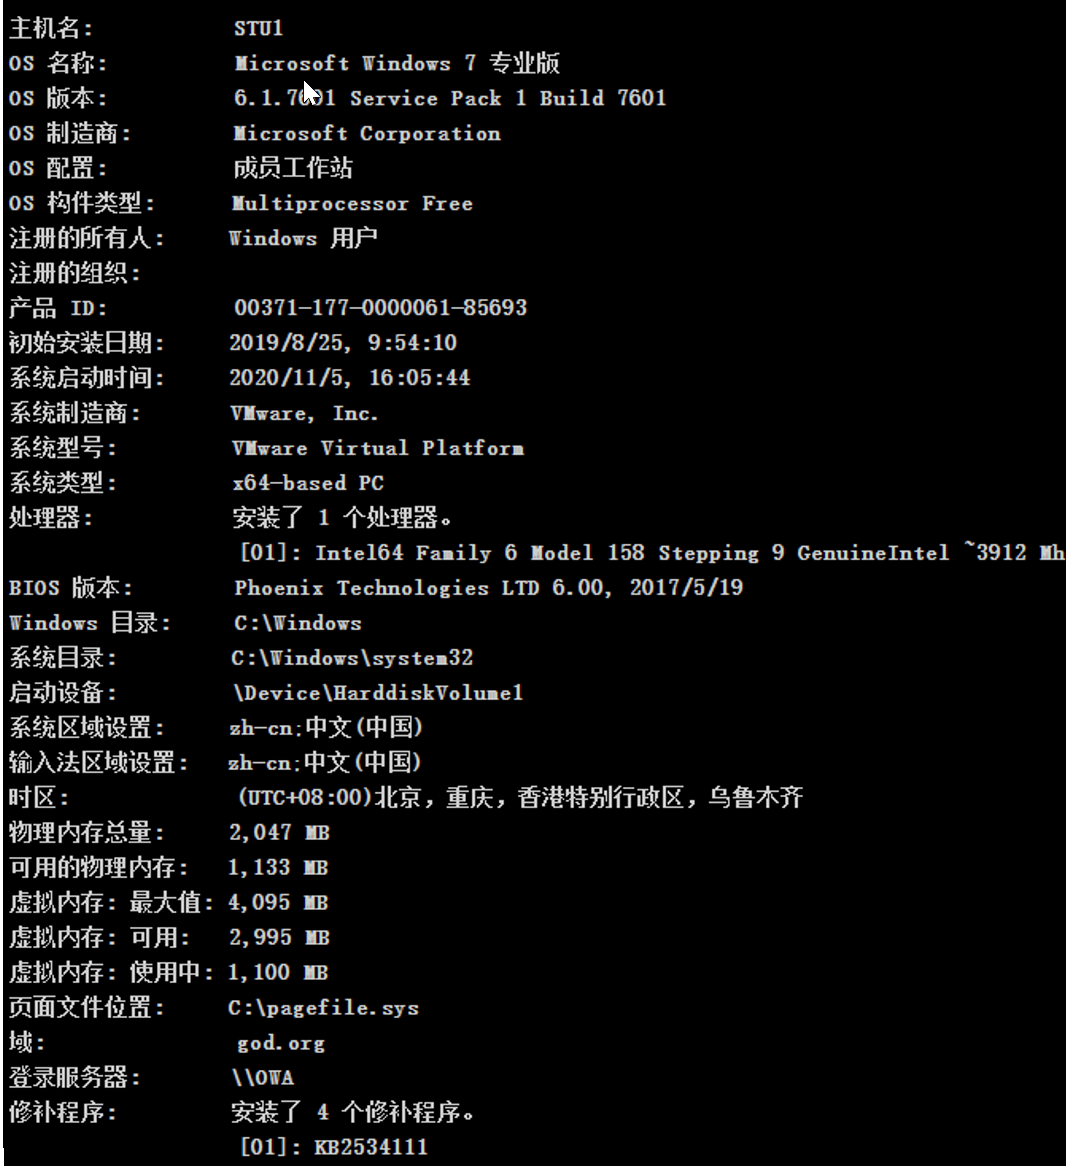 主机名: STU1
OS 名称: Microsoft Windows 7 专业版
OS 版本: 6.1.7601 Service Pack 1 Build 7601
OS 制造商: Microsoft Corporation
OS 配置: 成员工作站
OS 构件类型: Multiprocessor Free
注册的所有人: Windows 用户
注册的组织:
产品 ID: 00371-177-0000061-85693
初始安装日期: 2019/8/25, 9:54:10
系统启动时间: 2020/11/5, 16:05:44
系统制造商: VMware, Inc.
系统型号: VMware Virtual Platform
系统类型: x64-based PC
处理器: 安装了 1 个处理器。
[01]: Intel64 Family 6 Model 158 Stepping 9 GenuineIntel ~3912 Mh
BIOS 版本: Phoenix Technologies LTD 6.00, 2017/5/19
Windows 目录: C:\Windows
系统目录: C:\Windows\system32
启动设备: \Device\HarddiskVolume1
系统区域设置: zh-cn;中文(中国)
输入法区域设置: zh-cn;中文(中国)
时区: (UTC+08:00)北京，重庆，香港特别行政区，乌鲁木齐
物理内存总量: 2,047 MB
可用的物理内存: 1,133 MB
虚拟内存: 最大值: 4,095 MB
虚拟内存: 可用: 2,995 MB
虚拟内存: 使用中: 1,100 MB
页面文件位置: C:\pagefile.sys
域: god.org
登录服务器: \\OWA
修补程序: 安装了 4 个修补程序。
[01]: KB2534111